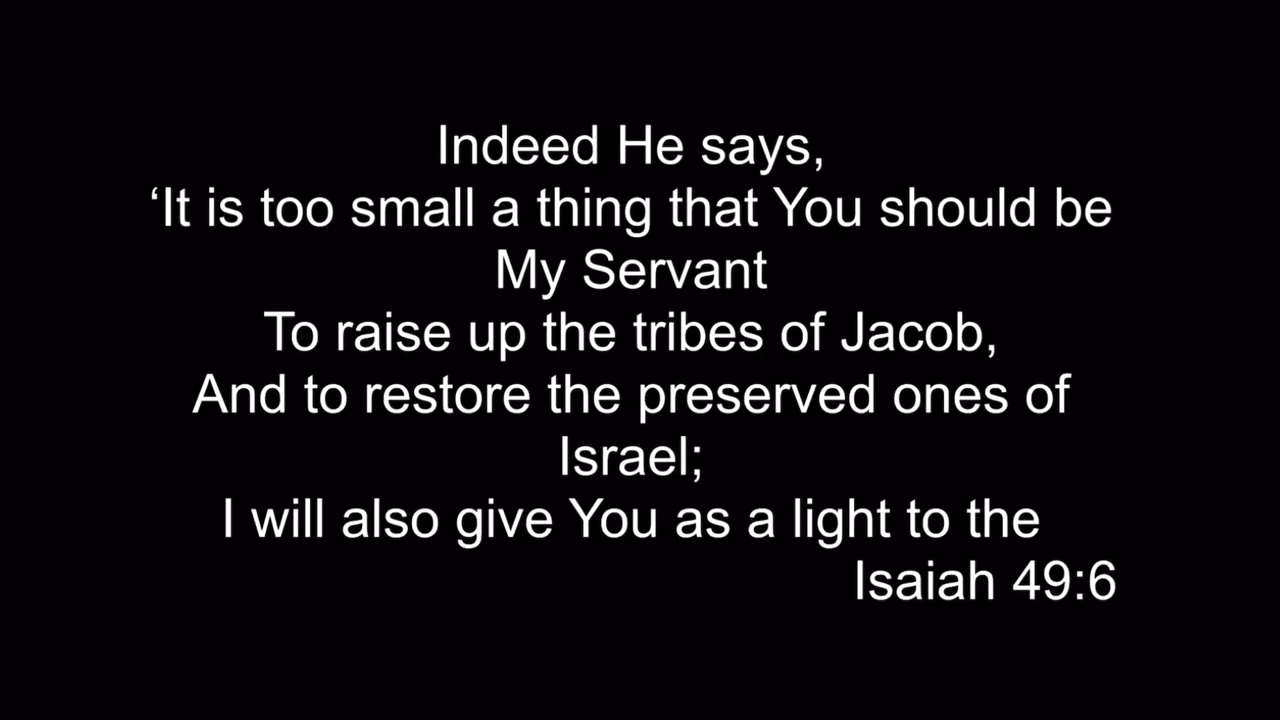 Indeed He says,
‘It is too small a thing that You should be
My Servant
To raise up the tribes of Jacob,
And to restore the preserved ones of
Israel;
I will also give You as a light to the
Isaiah 49:6